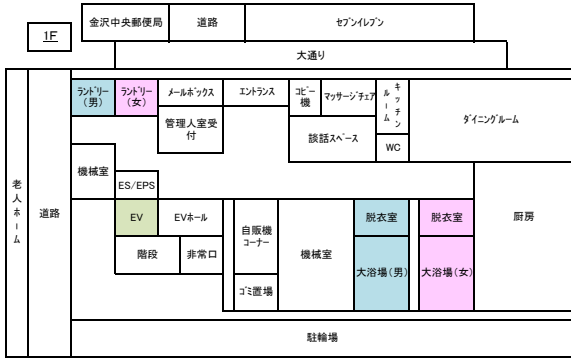 金沢中央郵便局
道路
セブンイレブン
1F
大通り
ランドリー
(男)
ランドリー
(女)
メールボックス
エントランス
コピー
機
マッサージチェア
キッチン
ルーム
ダイニングルーム
管理人室受
付
談話スペース
WC
機械室
ES/EPS
老人ホーム
道路
EV
EVホール
自販機
コーナー
機械室
脱衣室
脱衣室
厨房
階段
非常口
大浴場(男)
大浴場(女)
ゴミ置場
駐輪場